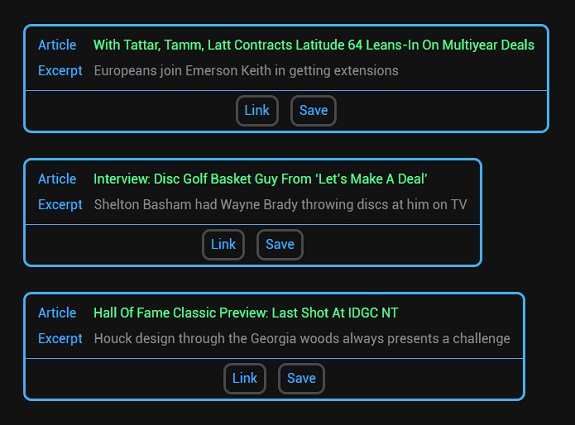 Article With Tattar, Tamm, Latt Contracts Latitude 64 Leans-In On Multiyear Deals
Excerpt Europeans join Emerson Keith in getting extensions
Link Save
Article Interview: Disc Golf Basket Guy From ‘Let’s Make A Deal’
Excerpt Shelton Basham had Wayne Brady throwing discs at him on TV
Link Save
Article Hall Of Fame Classic Preview: Last Shot At IDGC NT
Excerpt Houck design through the Georgia woods always presents a challenge
Link Save